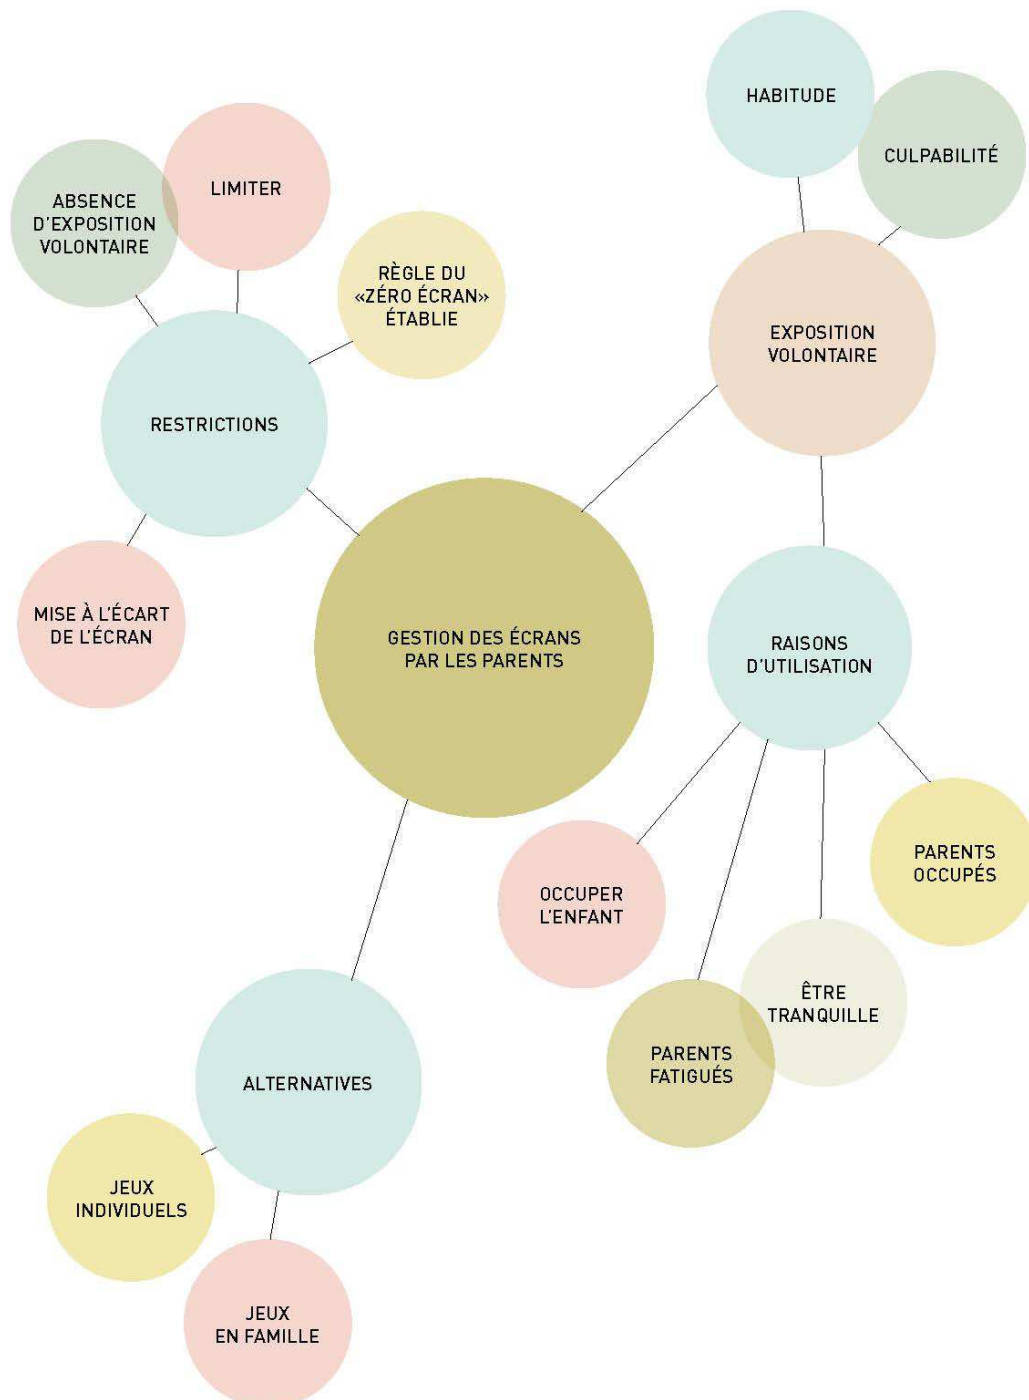 HABITUDE
CULPABILITÉ
LIMITER
ABSENCE
D'EXPOSITION
VOLONTAIRE
RÈGLE DU
«ZÉRO ÉCRAN»
ÉTABLIE
EXPOSITION
VOLONTAIRE
RESTRICTIONS
MISE À L'ÉCART
DE L'ÉCRAN
GESTION DES ÉCRANS
PAR LES PARENTS
RAISONS
D'UTILISATION
PARENTS
OCCUPÉS
OCCUPER
L'ENFANT
ÊTRE
TRANQUILLE
PARENTS
FATIGUÉS
ALTERNATIVES
JEUX
INDIVIDUELS
JEUX
EN FAMILLE